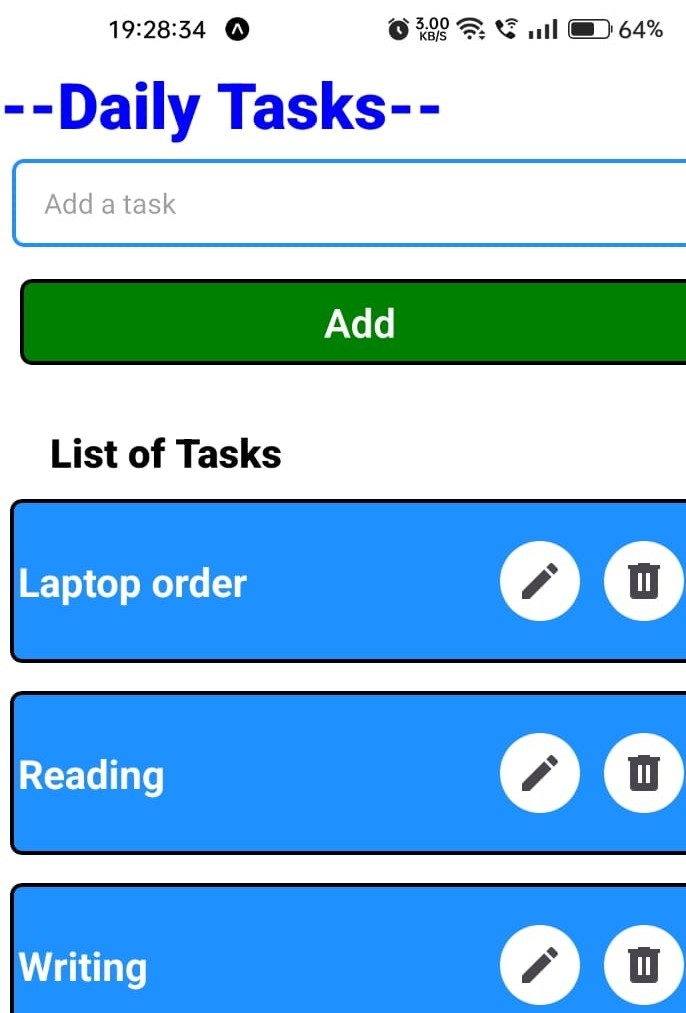 19:28:34 3.00 KB/S 64%
--Daily Tasks--
Add a task
Add
List of Tasks
Laptop order
Reading
Writing